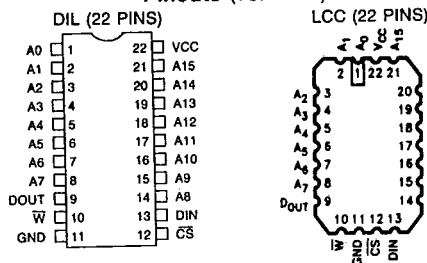 DIL (22 PINS)
A0 1 22 VCC
A1 2 21 A15
A2 3 20 A14
A3 4 19 A13
A4 5 18 A12
A5 6 17 A11
A6 7 16 A10
A7 8 15 A9
DOUT 9 14 A8
W̅ 10 13 DIN
GND 11 12 C̅S̅
LCC (22 PINS)
A1 A0 VCC A15
2 1 22 21
A2 3 20
A3 4 19
A4 5 18
A5 6 17
A6 7 16
A7 8 15
DOUT 9 14
10 11 12 13
W̅ GND C̅S̅ DIN